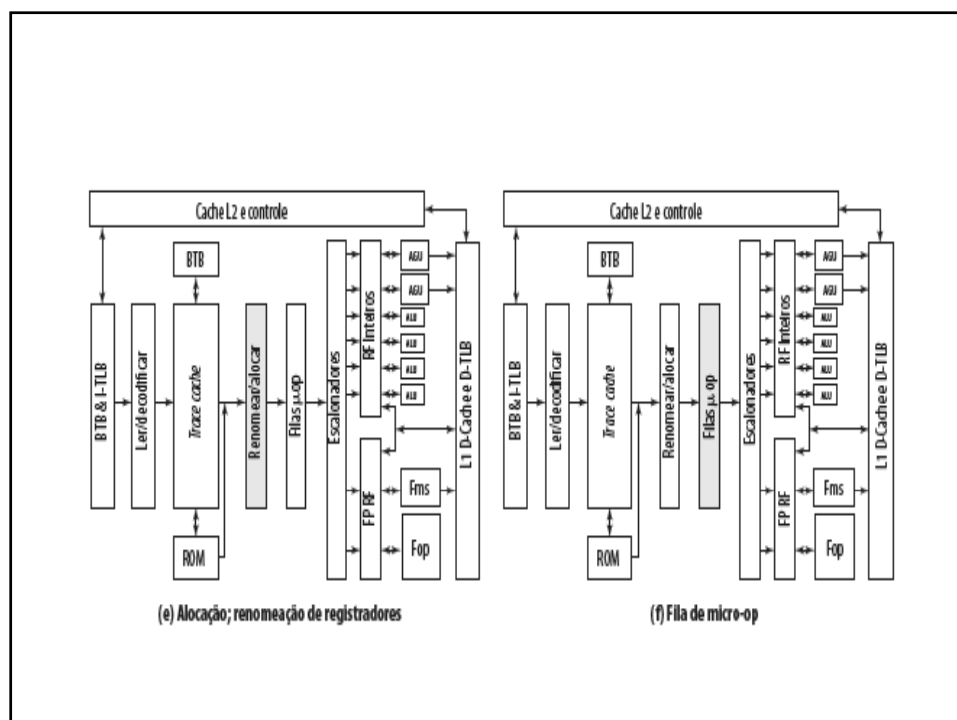 Cache L2 e controle
BTB
BTB & I-TLB
Ler/decodificar
Trace cache
Renomear/alocar
Filas μop
Escalonadores
RF Inteiros
FP RF
AGU
AGU
ALU
ALU
ALU
ALU
Fms
Fop
L1 D-Cache e D-TLB
ROM
(e) Alocação; renomeação de registradores
Cache L2 e controle
BTB
BTB & I-TLB
Ler/decodificar
Trace cache
Renomear/alocar
Filas μop
Escalonadores
RF Inteiros
FP RF
AGU
AGU
ALU
ALU
ALU
ALU
Fms
Fop
L1 D-Cache e D-TLB
ROM
(f) Fila de micro-op